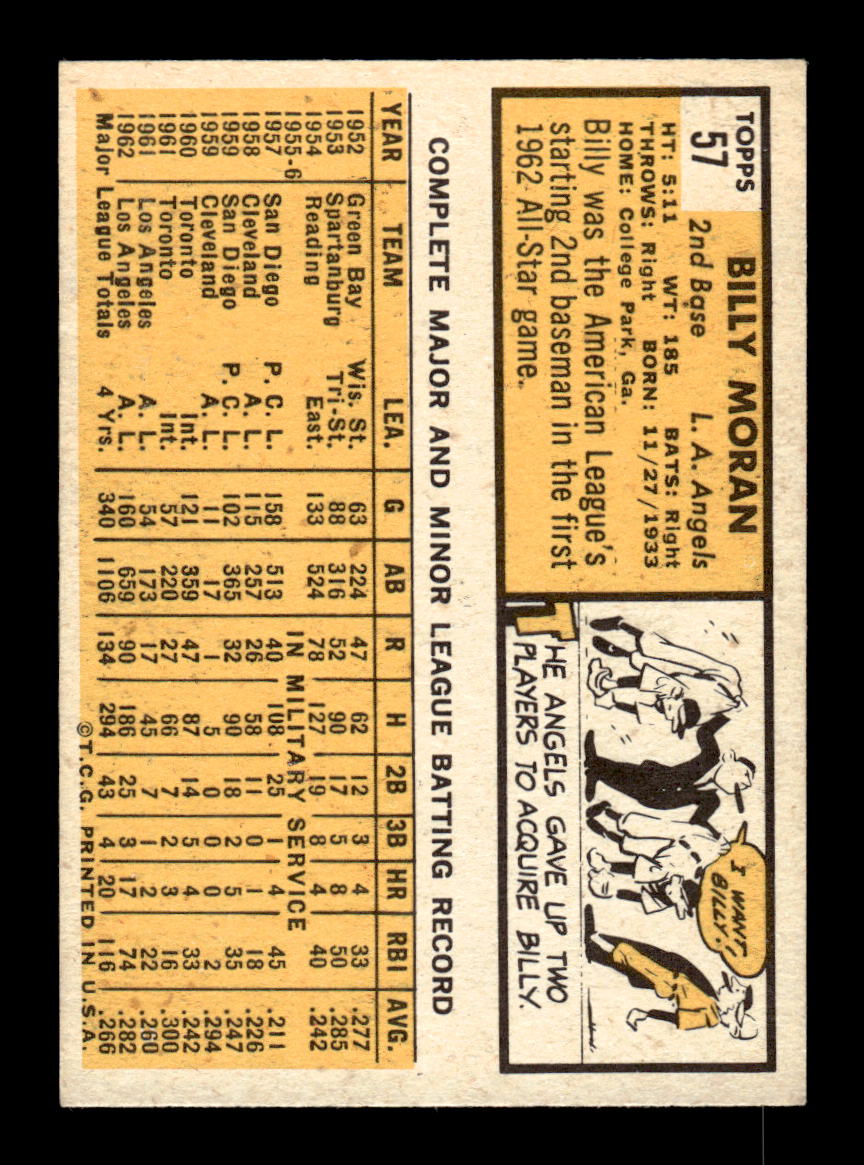 TOPPS
57
BILLY MORAN
2nd Base L. A. Angels
HT: 5:11 WT: 185 BATS: Right
THROWS: Right BORN: 11/27/1933
HOME: College Park, Ga.
Billy was the American League's
starting 2nd baseman in the first
1962 All-Star game.
I WANT
BILLY!
THE ANGELS GAVE UP TWO
PLAYERS TO ACQUIRE BILLY.
COMPLETE MAJOR AND MINOR LEAGUE BATTING RECORD
YEAR TEAM LEA. G AB R H 2B 3B HR RBI AVG.
1952 Green Bay Wis. St. 63 224 47 62 12 3 4 33 .277
1953 Spartanburg Tri-St. 88 316 52 90 17 5 8 50 .285
1954 Reading East. 133 524 78 127 19 8 4 40 .242
1955-6 IN MILITARY SERVICE
1957 San Diego P. C. L. 158 513 40 108 25 1 4 45 .211
1958 Cleveland A. L. 115 257 26 58 11 0 1 18 .226
1959 San Diego P. C. L. 102 365 32 90 18 2 5 35 .247
1959 Cleveland A. L. 11 17 1 5 0 0 0 2 .294
1960 Toronto Int. 121 359 47 87 14 5 4 33 .242
1961 Toronto Int. 57 220 27 66 7 2 3 16 .300
1961 Los Angeles A. L. 54 173 17 45 7 1 2 22 .260
1962 Los Angeles A. L. 160 659 90 186 25 3 17 74 .282
Major League Totals 4 Yrs. 340 1106 134 294 43 4 20 116 .266
©T.C.G. PRINTED IN U.S.A.